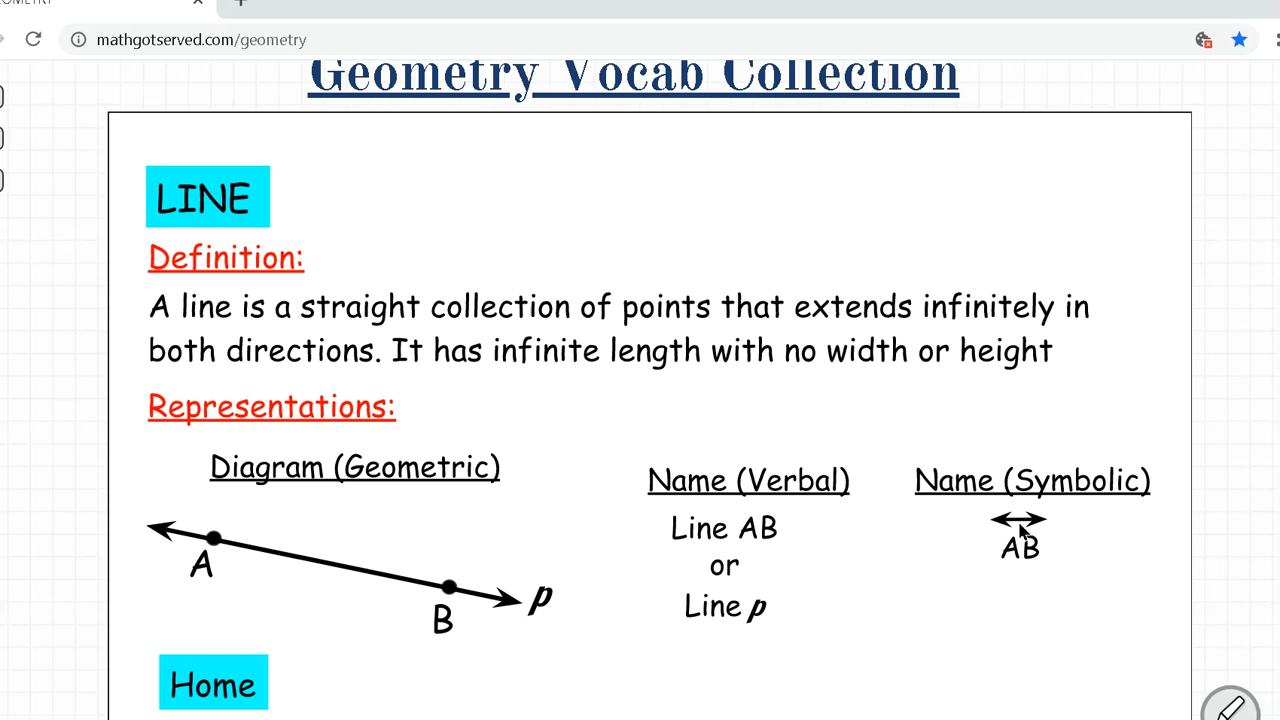 mathgotserved.com/geometry
Geometry Vocab Collection
LINE
Definition:
A line is a straight collection of points that extends infinitely in
both directions. It has infinite length with no width or height
Representations:
Diagram (Geometric)
Name (Verbal)
Name (Symbolic)
A
B
p
Line AB
or
Line p
AB
Home